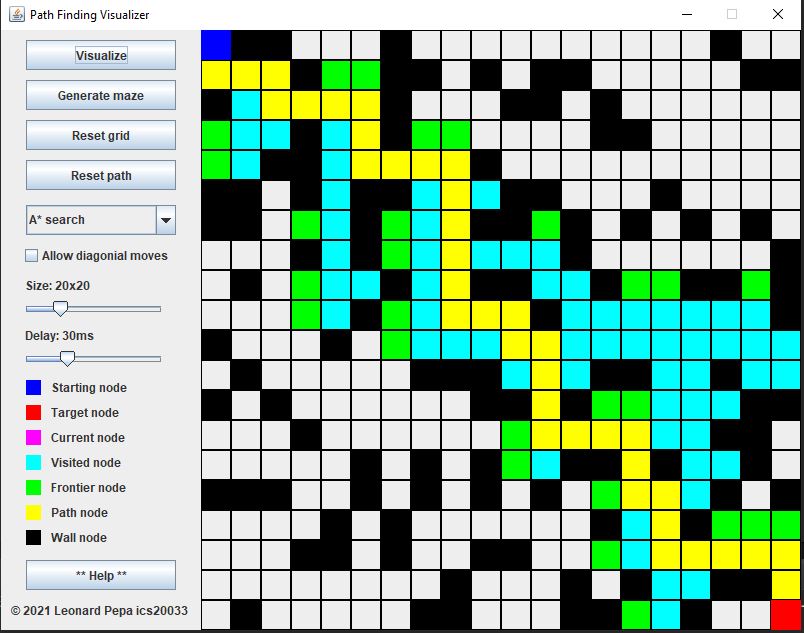 Path Finding Visualizer
Visualize
Generate maze
Reset grid
Reset path
A* search
Allow diagonial moves
Size: 20x20
Delay: 30ms
Starting node
Target node
Current node
Visited node
Frontier node
Path node
Wall node
** Help **
© 2021 Leonard Pepa ics20033